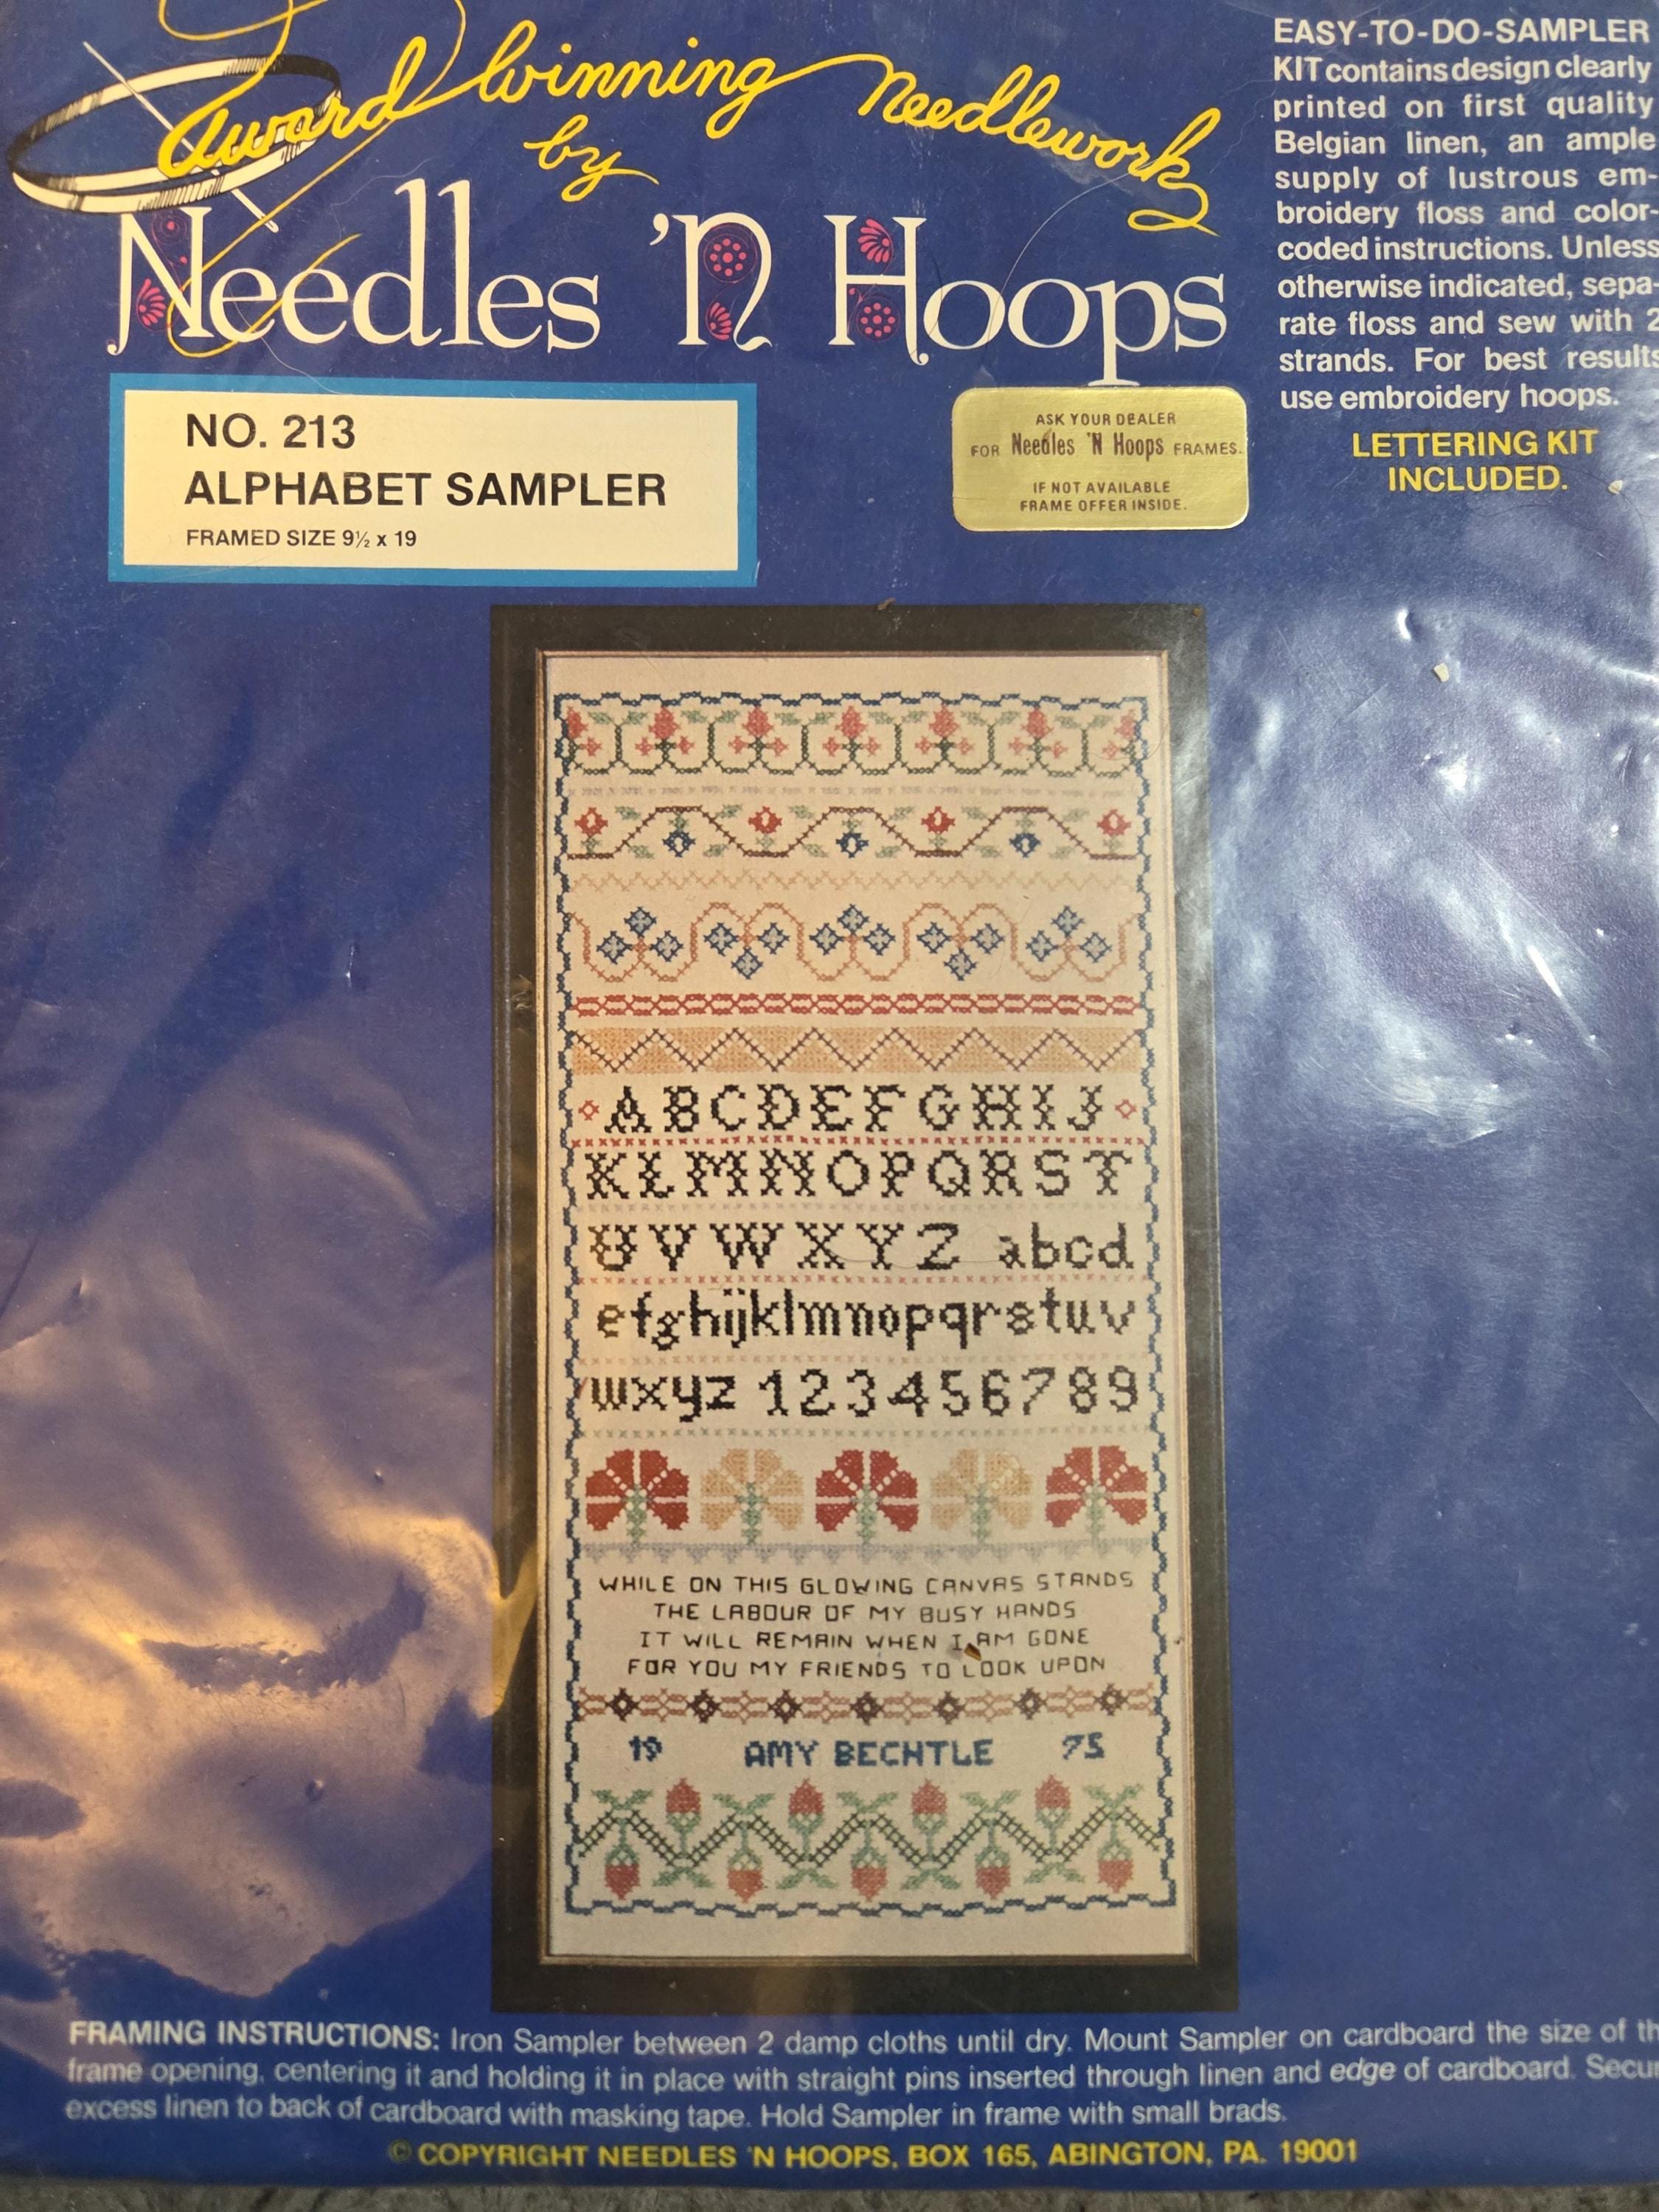 Award Winning Needlework
by
Needles 'N Hoops
EASY-TO-DO-SAMPLER
KIT contains design clearly
printed on first quality
Belgian linen, an ample
supply of lustrous em-
broidery floss and color-
coded instructions. Unless
otherwise indicated, sepa-
rate floss and sew with 2
strands. For best results
use embroidery hoops.
LETTERING KIT
INCLUDED.
NO. 213
ALPHABET SAMPLER
FRAMED SIZE 9½ x 19
ASK YOUR DEALER
FOR Needles 'N Hoops FRAMES.
IF NOT AVAILABLE
FRAME OFFER INSIDE.
ABCDEFGHIJ
KLMNOPQRST
UVWXYZ abcd
efghijklmnopqrstuv
wxyz 123456789
WHILE ON THIS GLOWING CANVAS STANDS
THE LABOUR OF MY BUSY HANDS
IT WILL REMAIN WHEN I AM GONE
FOR YOU MY FRIENDS TO LOOK UPON
19 AMY BECHTLE 75
FRAMING INSTRUCTIONS: Iron Sampler between 2 damp cloths until dry. Mount Sampler on cardboard the size of th
frame opening, centering it and holding it in place with straight pins inserted through linen and edge of cardboard. Secur
excess linen to back of cardboard with masking tape. Hold Sampler in frame with small brads.
© COPYRIGHT NEEDLES 'N HOOPS, BOX 165, ABINGTON, PA. 19001